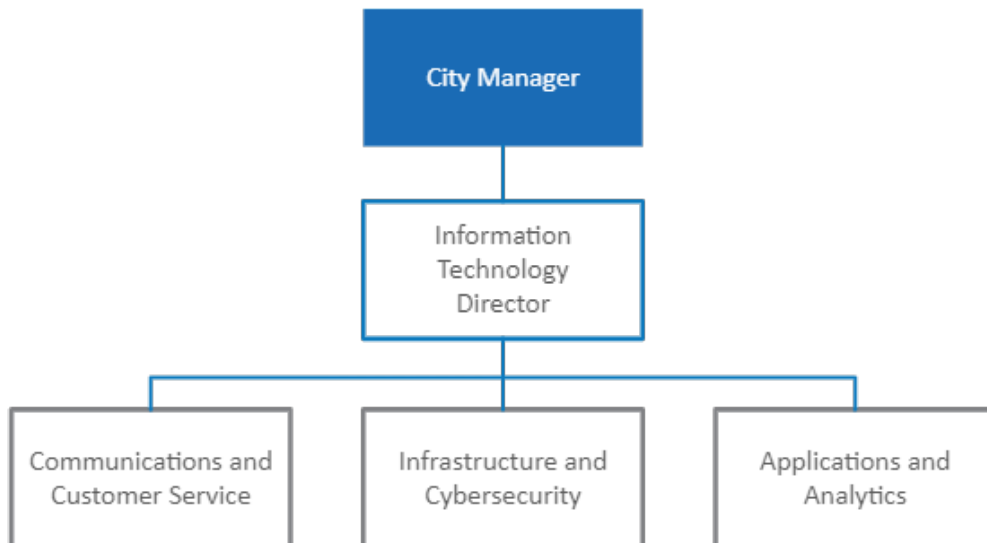 City Manager
Information
Technology
Director
Communications and
Customer Service
Infrastructure and
Cybersecurity
Applications and
Analytics